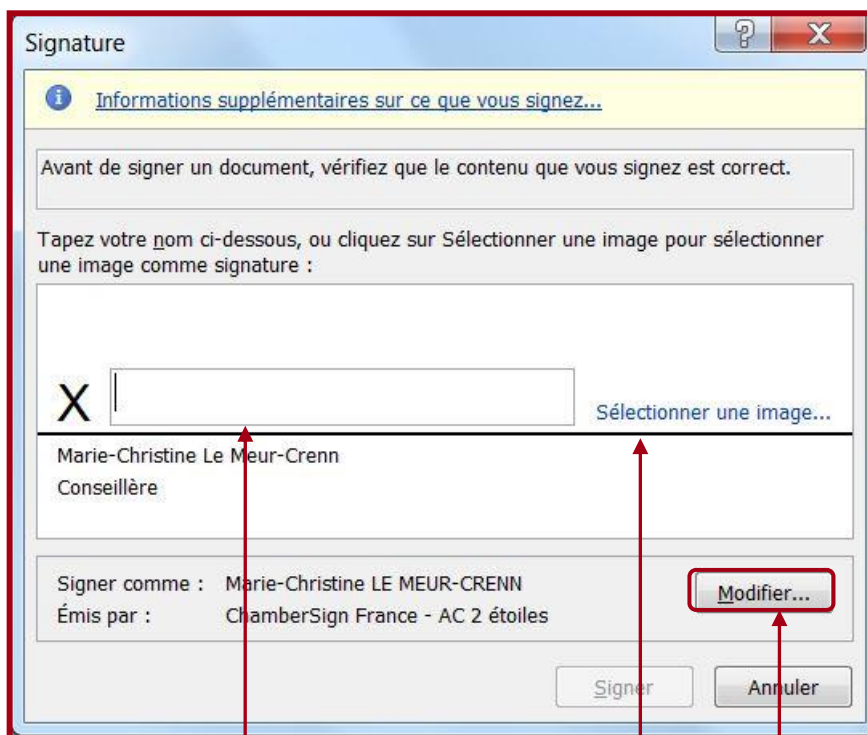 Signature
Informations supplémentaires sur ce que vous signez...
Avant de signer un document, vérifiez que le contenu que vous signez est correct.
Tapez votre nom ci-dessous, ou cliquez sur Sélectionner une image pour sélectionner
une image comme signature :
X
Sélectionner une image...
Marie-Christine Le Meur-Crenn
Conseillère
Signer comme : Marie-Christine LE MEUR-CRENN
Modifier...
Émis par : ChamberSign France - AC 2 étoiles
Signer Annuler